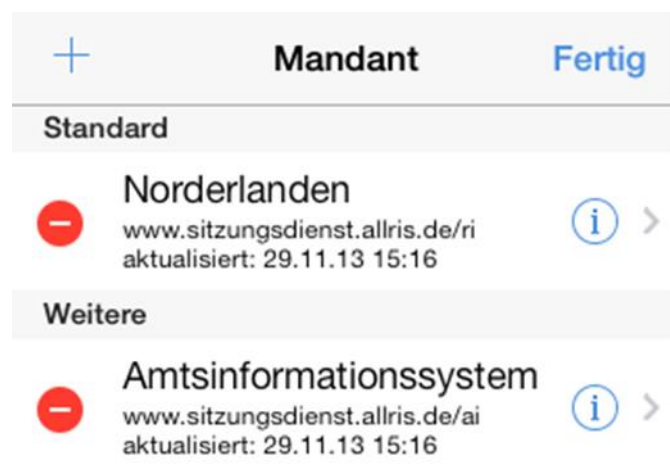 + Mandant Fertig
Standard
Norderlanden
www.sitzungsdienst.allris.de/ri
aktualisiert: 29.11.13 15:16
Weitere
Amtsinformationssystem
www.sitzungsdienst.allris.de/ai
aktualisiert: 29.11.13 15:16